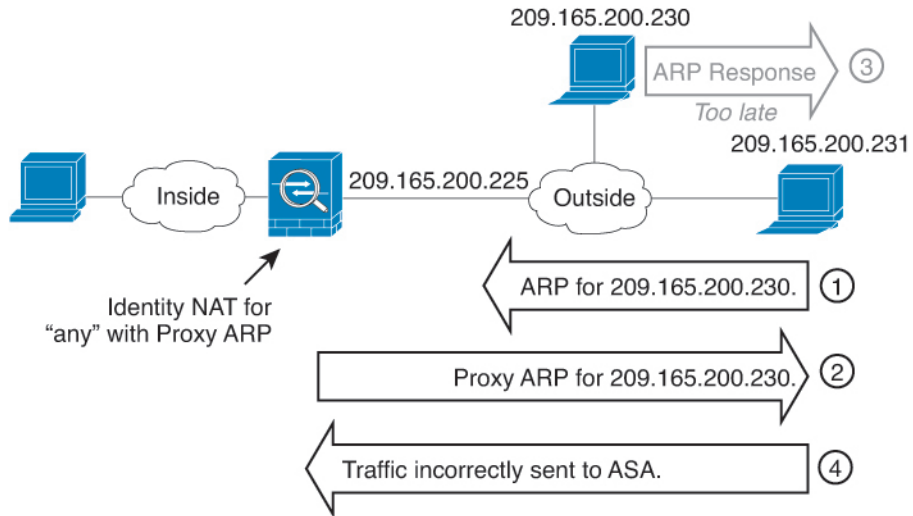 209.165.200.230
ARP Response
3
Too late
209.165.200.231
Inside
209.165.200.225
Outside
Identity NAT for
“any” with Proxy ARP
ARP for 209.165.200.230.
1
Proxy ARP for 209.165.200.230.
2
Traffic incorrectly sent to ASA.
4